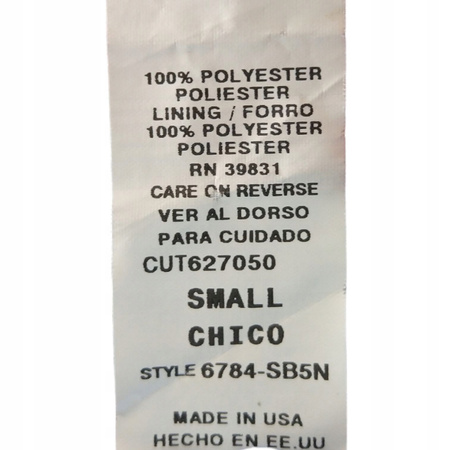 100% POLYESTER
POLIESTER
LINING / FORRO
100% POLYESTER
POLIESTER
RN 39831
CARE ON REVERSE
VER AL DORSO
PARA CUIDADO
CUT627050
SMALL
CHICO
STYLE 6784-SB5N
MADE IN USA
HECHO EN EE.UU